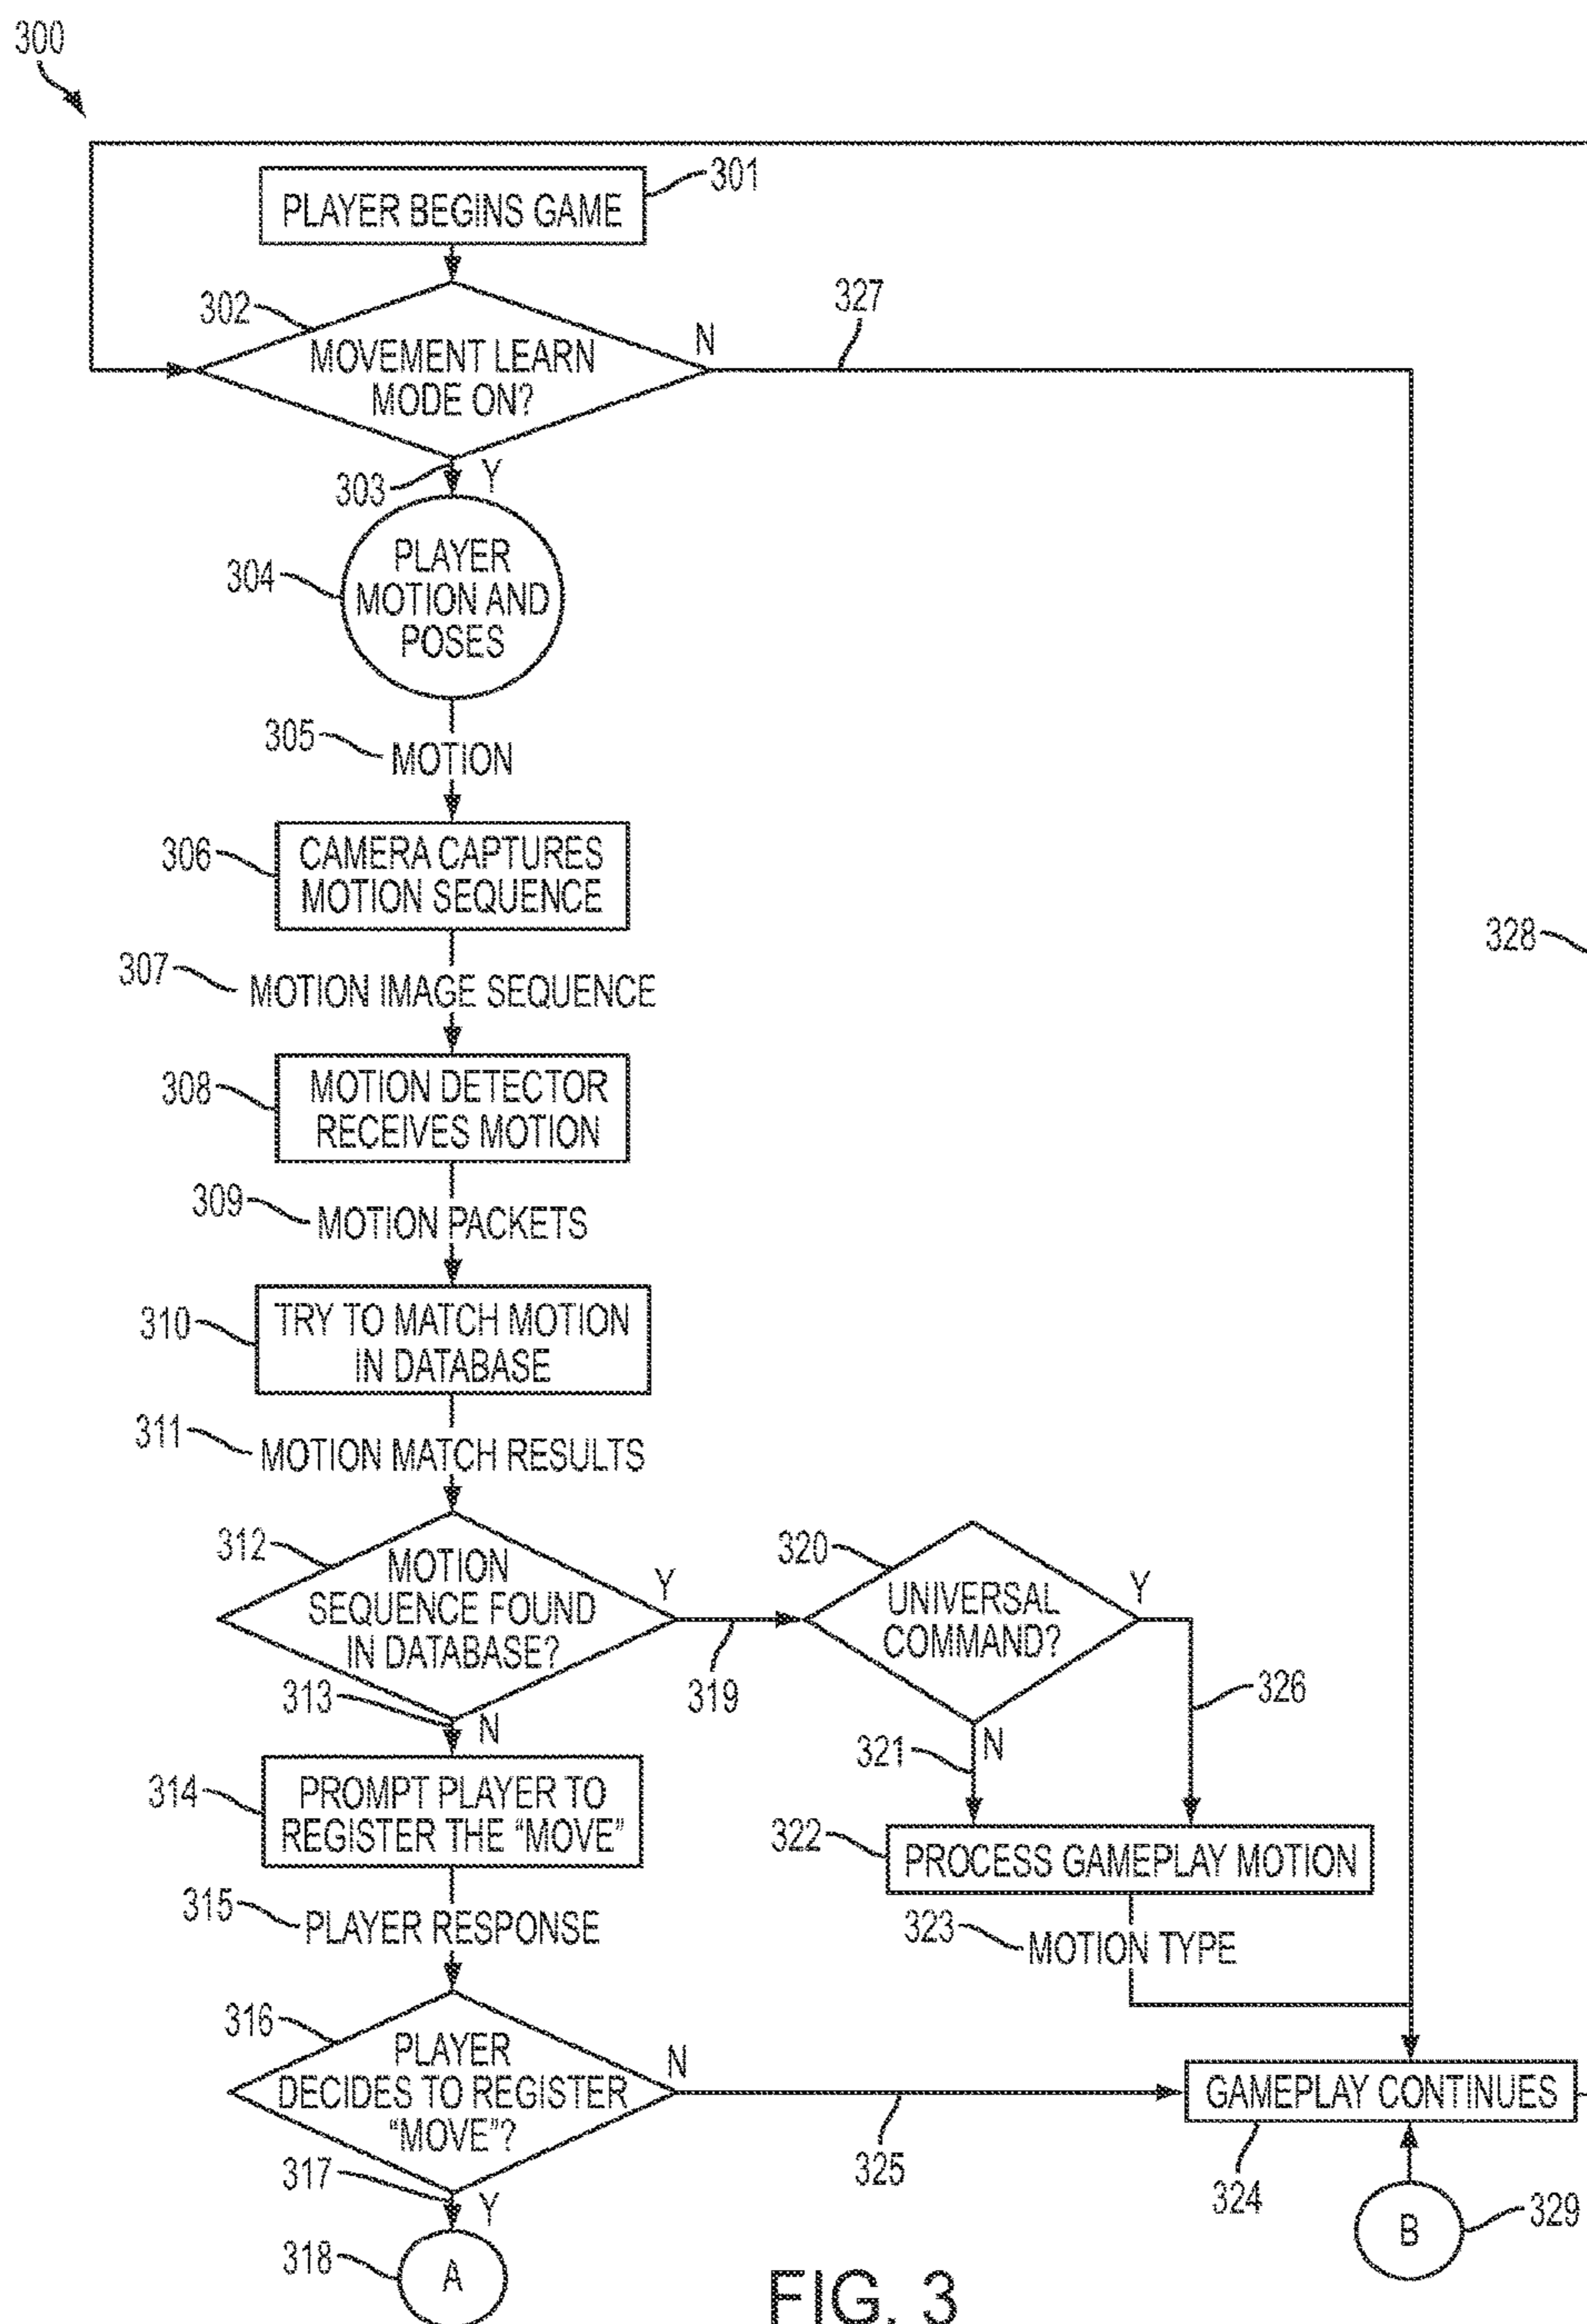 300
PLAYER BEGINS GAME
301
302
MOVEMENT LEARN
MODE ON?
N
327
303
Y
304
PLAYER
MOTION AND
POSES
305
MOTION
306
CAMERA CAPTURES
MOTION SEQUENCE
328
307
MOTION IMAGE SEQUENCE
308
MOTION DETECTOR
RECEIVES MOTION
309
MOTION PACKETS
310
TRY TO MATCH MOTION
IN DATABASE
311
MOTION MATCH RESULTS
312
MOTION
SEQUENCE FOUND
IN DATABASE?
Y
319
320
UNIVERSAL
COMMAND?
Y
326
313
N
321
N
314
PROMPT PLAYER TO
REGISTER THE “MOVE”
322
PROCESS GAMEPLAY MOTION
315
PLAYER RESPONSE
323
MOTION TYPE
316
PLAYER
DECIDES TO REGISTER
“MOVE”?
N
325
GAMEPLAY CONTINUES
324
317
Y
318
A
B
329
FIG. 3